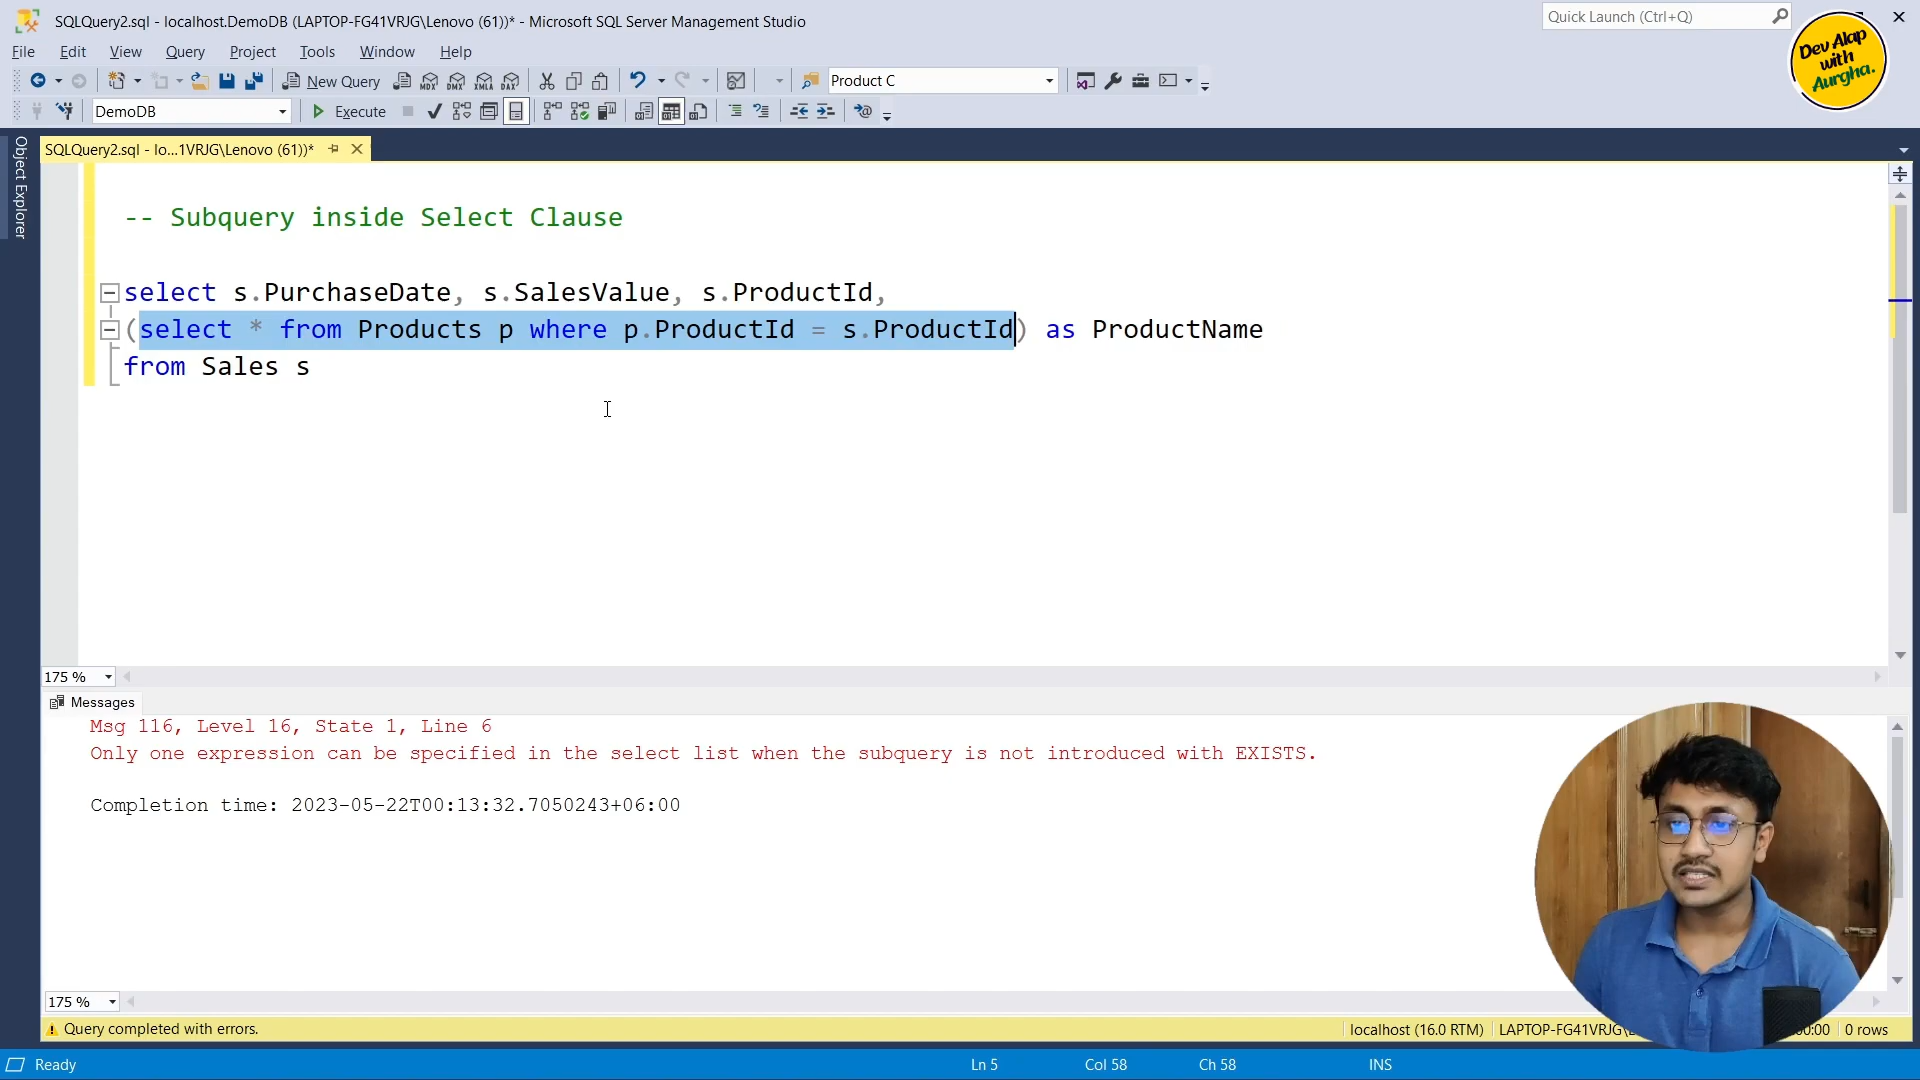 SQLQuery2.sql - localhost.DemoDB (LAPTOP-FG41VRJG\Lenovo (61))* - Microsoft SQL Server Management Studio
Quick Launch (Ctrl+Q)
File Edit View Query Project Tools Window Help
Dev Alap
with
Aurgha.
New Query
MDX DMX XMLA DAX
Product C
DemoDB
Execute
Object Explorer
SQLQuery2.sql - lo...1VRJG\Lenovo (61))*
-- Subquery inside Select Clause
select s.PurchaseDate, s.SalesValue, s.ProductId,
(select * from Products p where p.ProductId = s.ProductId) as ProductName
from Sales s
175 %
Messages
Msg 116, Level 16, State 1, Line 6
Only one expression can be specified in the select list when the subquery is not introduced with EXISTS.
Completion time: 2023-05-22T00:13:32.7050243+06:00
175 %
Query completed with errors.
localhost (16.0 RTM)
0 rows
Ready
Ln 5
Col 58
Ch 58
INS